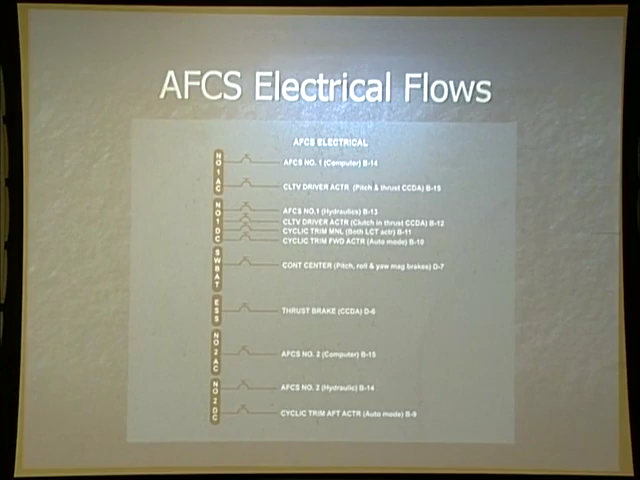 AFCS Electrical Flows
AFCS ELECTRICAL
NO 1 AC
AFCS NO. 1 (Computer) B-14
CLTV DRIVER ACTR (Pitch & thrust CCDA) B-15
NO 1 DC
AFCS NO.1 (Hydraulics) B-13
CLTV DRIVER ACTR (Clutch in thrust CCDA) B-12
CYCLIC TRIM MNL (Both LCT actr) B-11
CYCLIC TRIM FWD ACTR (Auto mode) B-10
SW BAT
CONT CENTER (Pitch, roll & yaw mag brakes) D-7
ESS
THRUST BRAKE (CCDA) D-6
NO 2 AC
AFCS NO. 2 (Computer) B-15
NO 2 DC
AFCS NO. 2 (Hydraulic) B-14
CYCLIC TRIM AFT ACTR (Auto mode) B-9